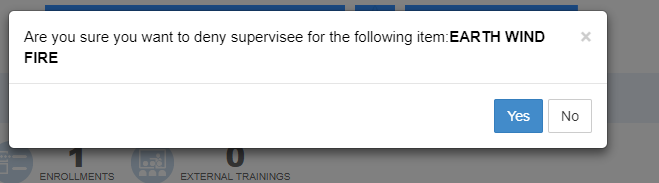 Are you sure you want to deny supervisee for the following item:EARTH WIND
FIRE
×
Yes No
1 0
ENROLLMENTS EXTERNAL TRAININGS